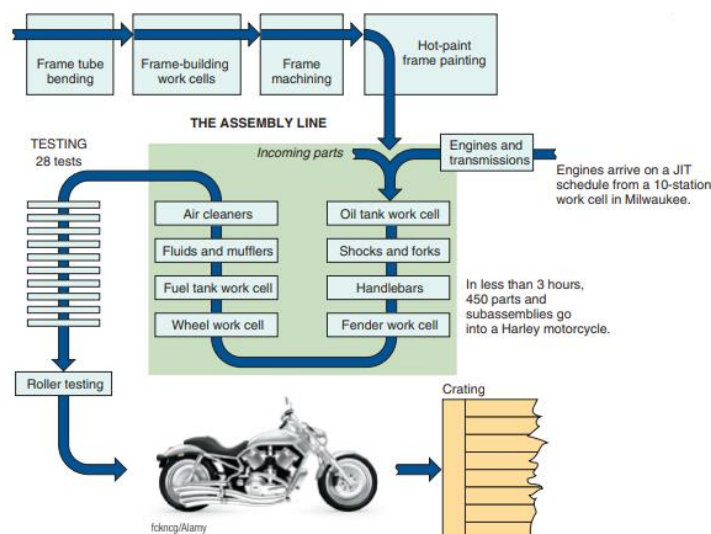 Frame tube
bending
Frame-building
work cells
Frame
machining
Hot-paint
frame painting
THE ASSEMBLY LINE
TESTING
28 tests
Incoming parts
Engines and
transmissions
Engines arrive on a JIT
schedule from a 10-station
work cell in Milwaukee.
Air cleaners
Oil tank work cell
Fluids and mufflers
Shocks and forks
Fuel tank work cell
Handlebars
Wheel work cell
Fender work cell
In less than 3 hours,
450 parts and
subassemblies go
into a Harley motorcycle.
Roller testing
Crating
fckncg/Alamy